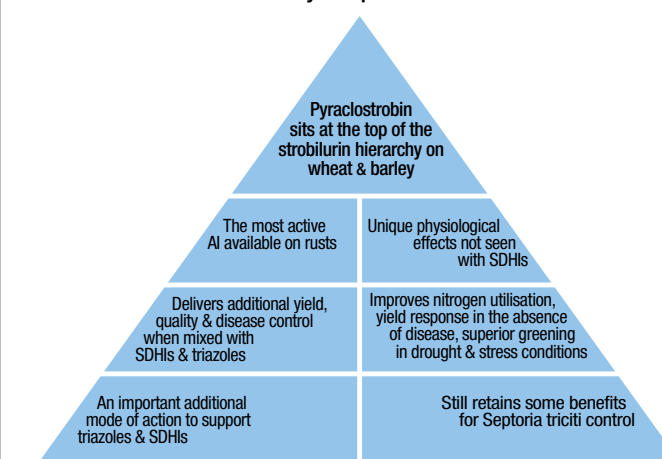 Pyraclostrobin
sits at the top of the
strobilurin hierarchy on
wheat & barley
The most active
AI available on rusts
Unique physiological
effects not seen
with SDHIs
Delivers additional yield,
quality & disease control
when mixed with
SDHIs & triazoles
Improves nitrogen utilisation,
yield response in the absence
of disease, superior greening
in drought & stress conditions
An important additional
mode of action to support
triazoles & SDHIs
Still retains some benefits
for Septoria triciti control